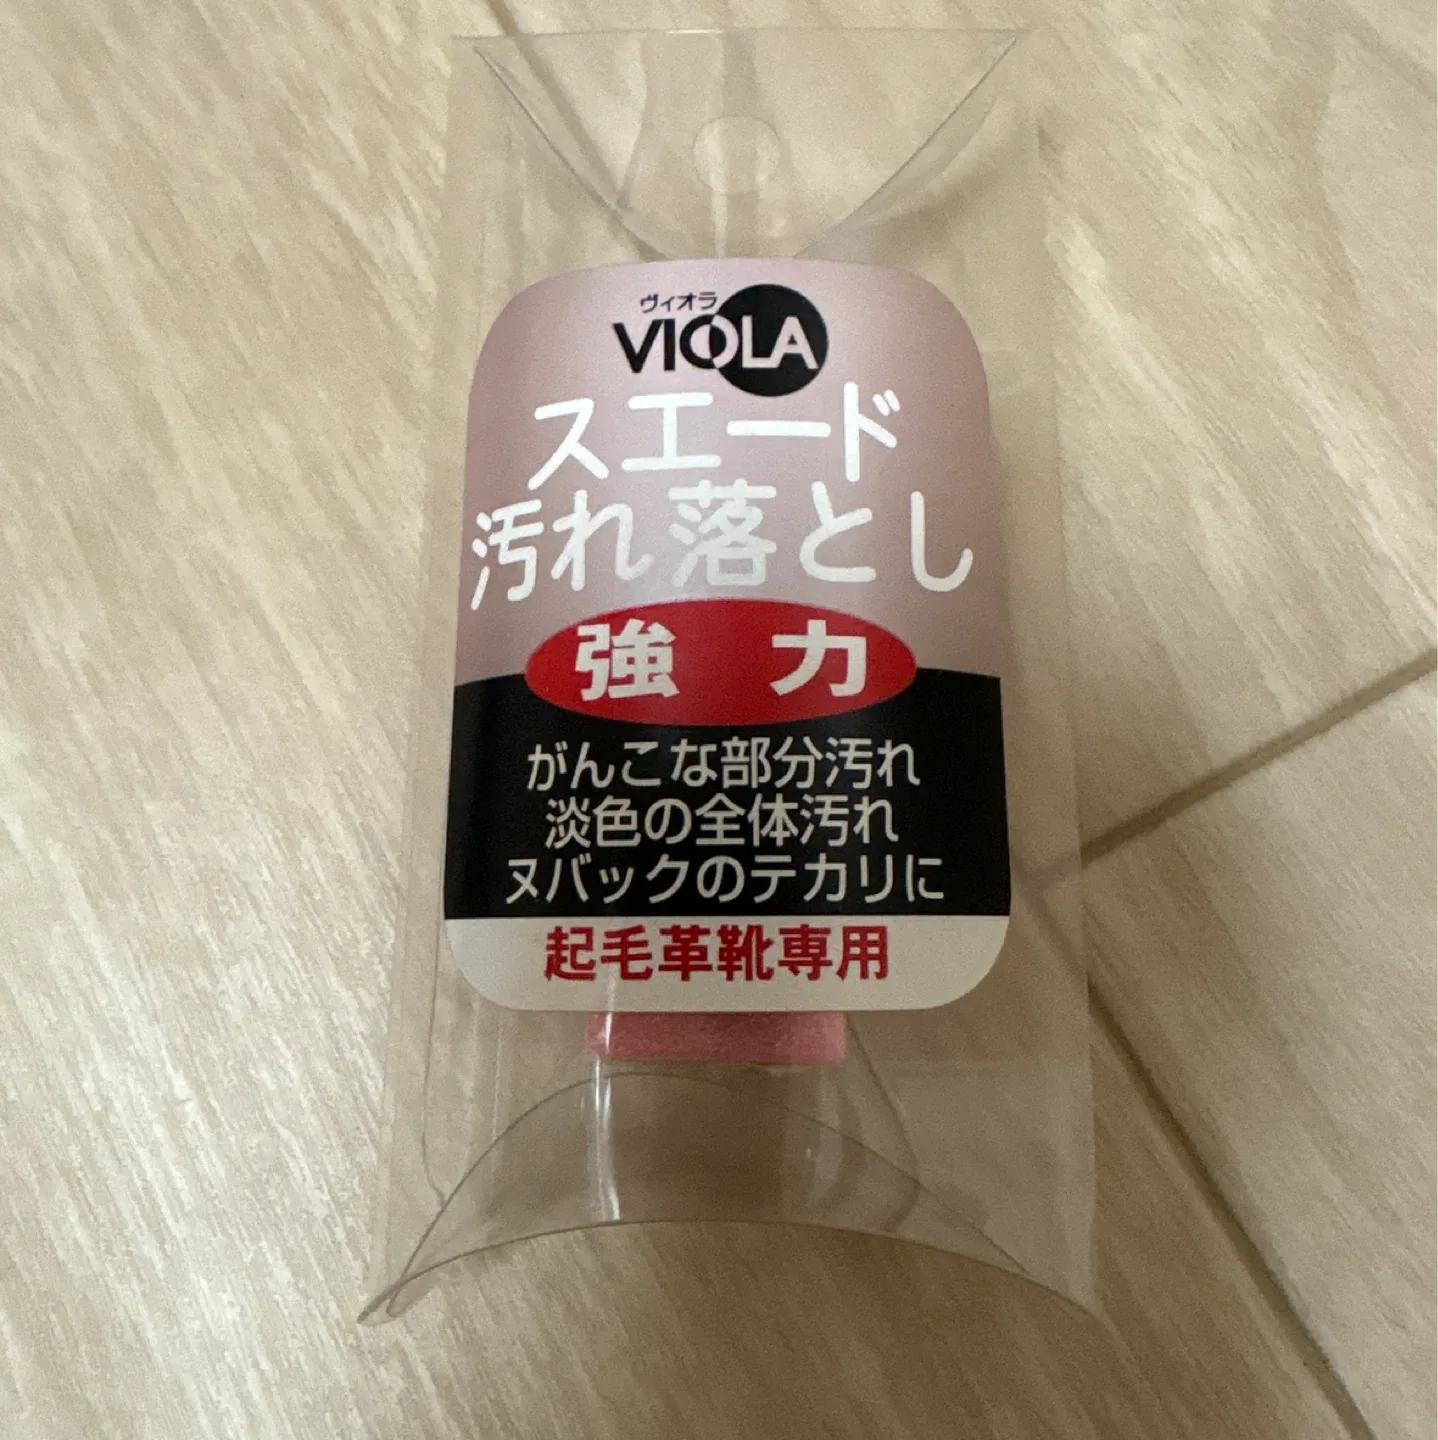 ヴィオラ
VIOLA
スエード
汚れ落とし
強力
がんこな部分汚れ
淡色の全体汚れ
ヌバックのテカリに
起毛革靴専用